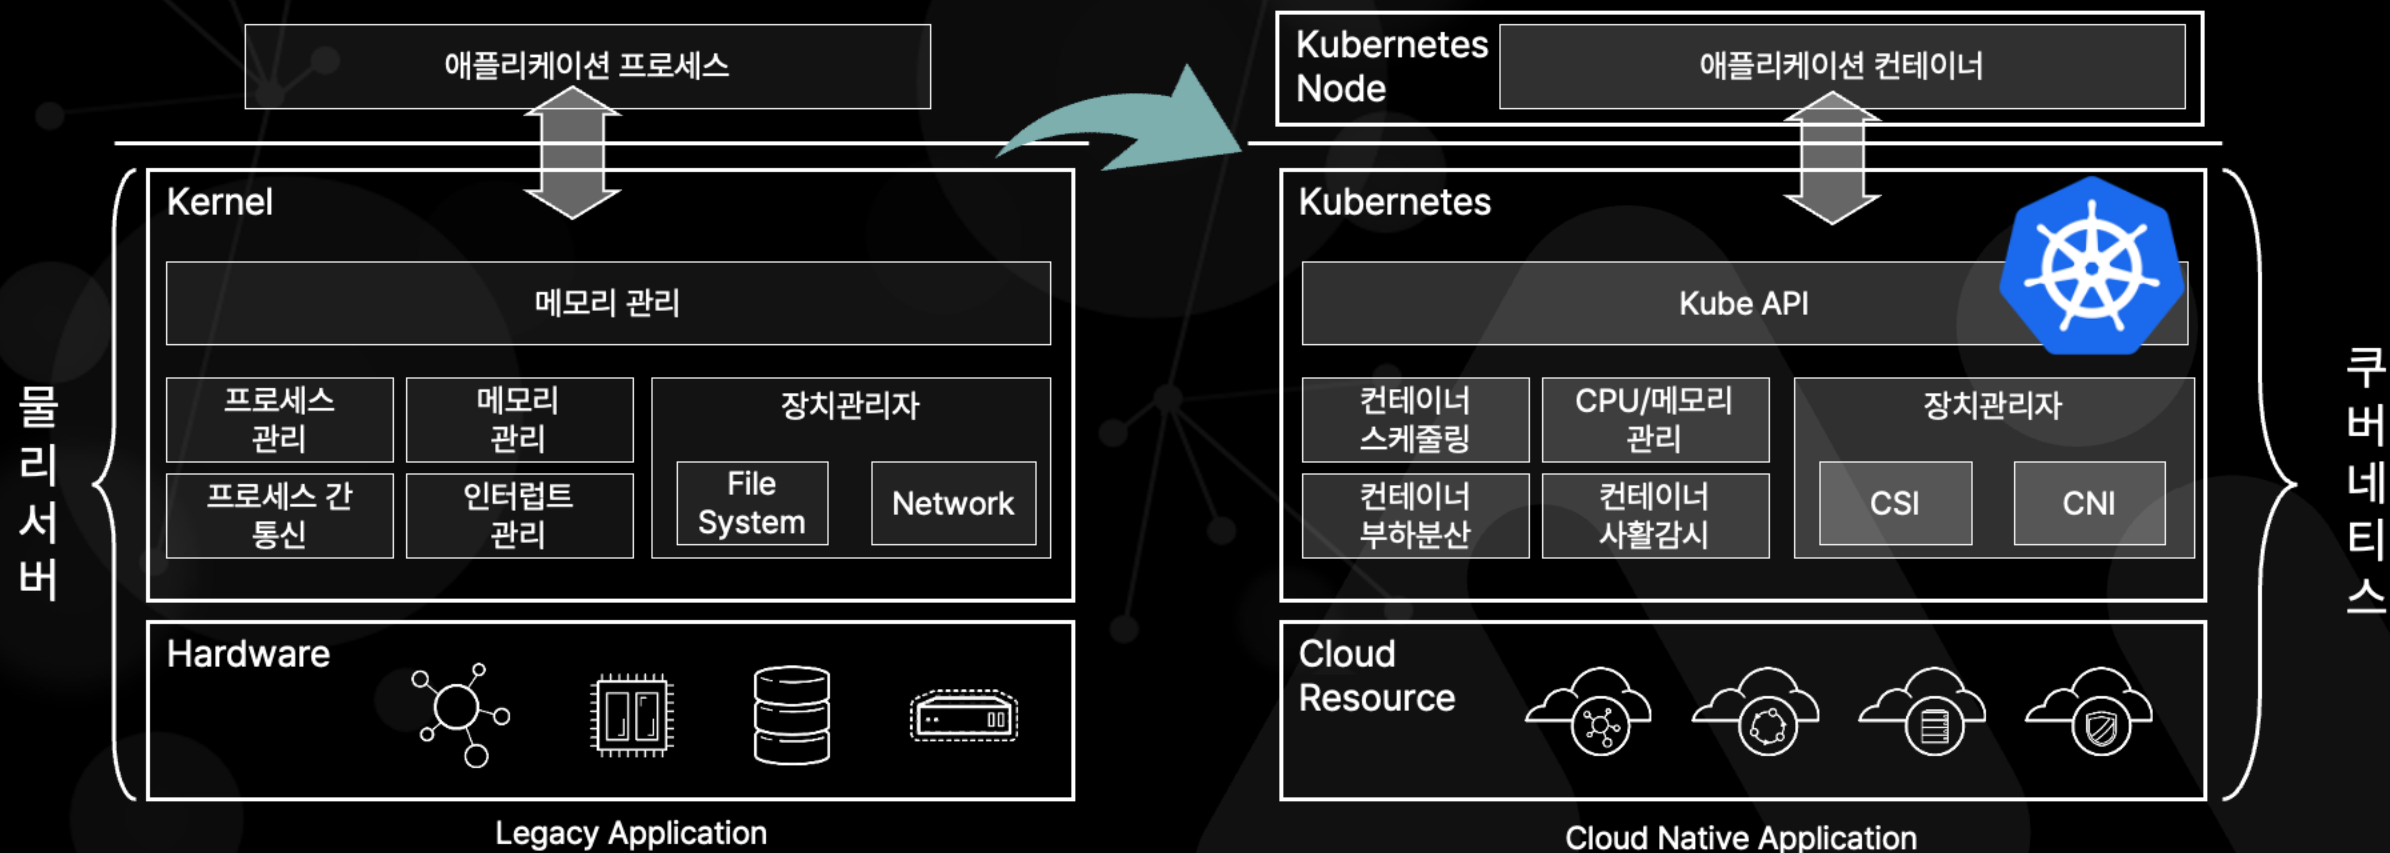 애플리케이션 프로세스
Kernel
메모리 관리
프로세스
관리
메모리
관리
프로세스 간
통신
인터럽트
관리
장치관리자
File
System
Network
물
리
서
버
Hardware
Legacy Application
Kubernetes
Node
애플리케이션 컨테이너
Kubernetes
Kube API
컨테이너
스케줄링
CPU/메모리
관리
컨테이너
부하분산
컨테이너
사활감시
장치관리자
CSI
CNI
쿠
버
네
티
스
Cloud
Resource
Cloud Native Application